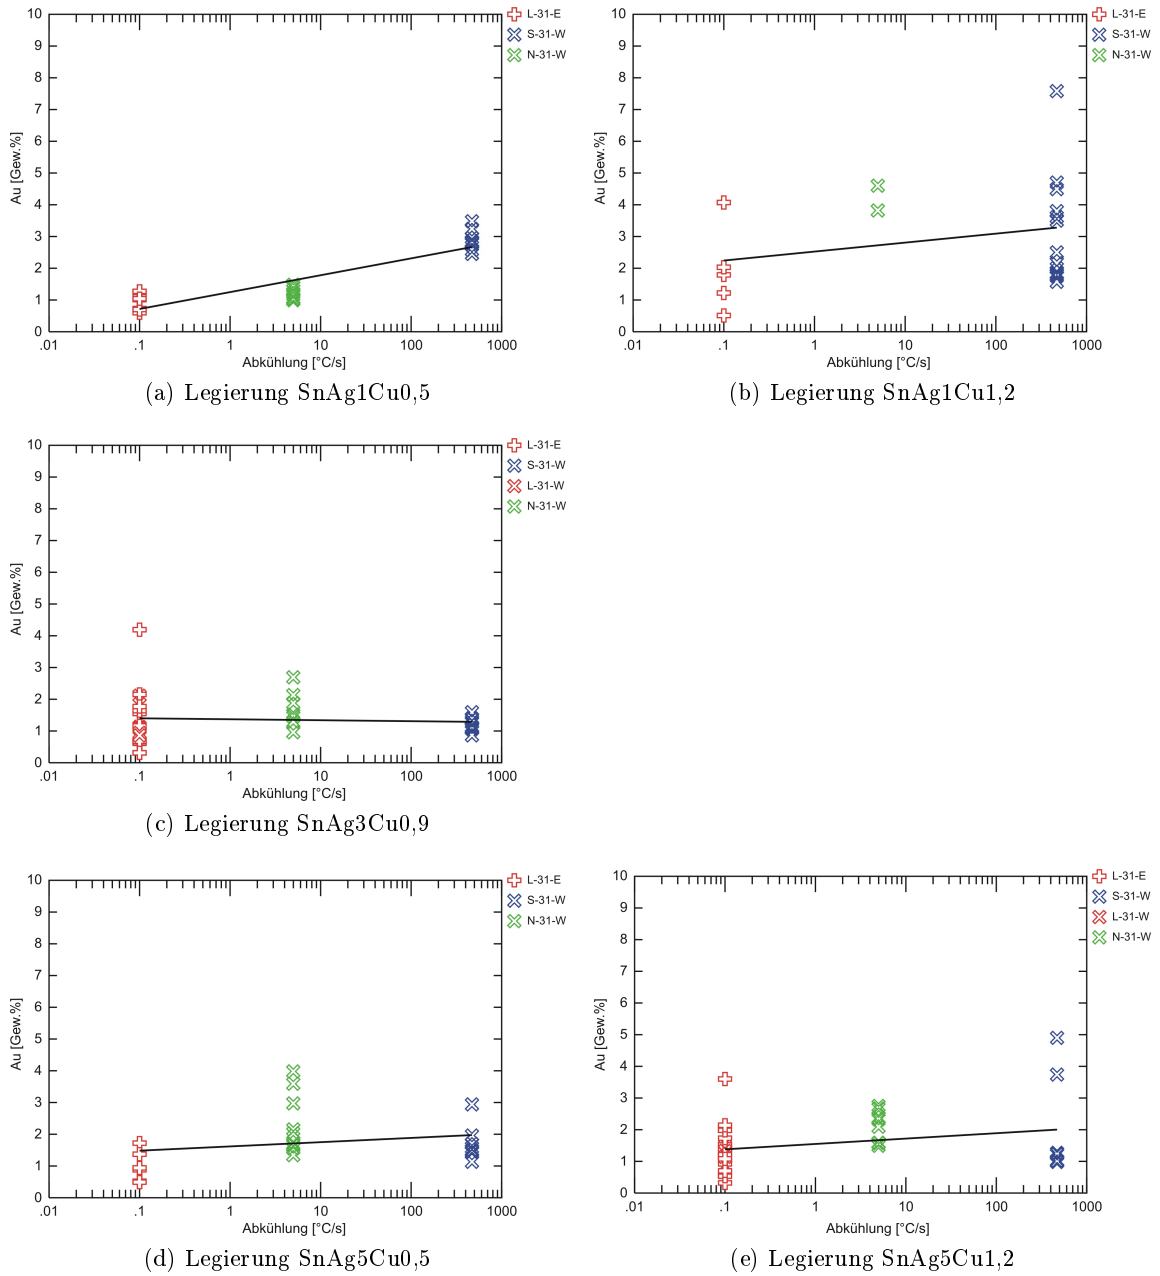 10
9
8
7
6
5
4
3
2
1
0
Au [Gew.%]
.01 .1 1 10 100 1000
Abkühlung [°C/s]
L-31-E
S-31-W
N-31-W
(a) Legierung SnAg1Cu0,5
10
9
8
7
6
5
4
3
2
1
0
Au [Gew.%]
.01 .1 1 10 100 1000
Abkühlung [°C/s]
L-31-E
S-31-W
N-31-W
(b) Legierung SnAg1Cu1,2
10
9
8
7
6
5
4
3
2
1
0
Au [Gew.%]
.01 .1 1 10 100 1000
Abkühlung [°C/s]
L-31-E
S-31-W
L-31-W
N-31-W
(c) Legierung SnAg3Cu0,9
10
9
8
7
6
5
4
3
2
1
0
Au [Gew.%]
.01 .1 1 10 100 1000
Abkühlung [°C/s]
L-31-E
S-31-W
N-31-W
(d) Legierung SnAg5Cu0,5
10
9
8
7
6
5
4
3
2
1
0
Au [Gew.%]
.01 .1 1 10 100 1000
Abkühlung [°C/s]
L-31-E
S-31-W
L-31-W
N-31-W
(e) Legierung SnAg5Cu1,2